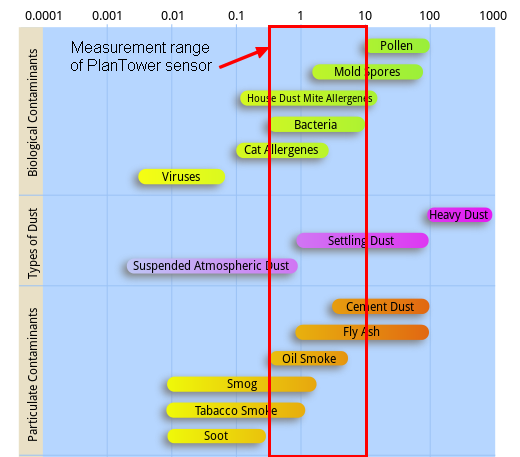 0.0001 0.001 0.01 0.1 1 10 100 1000
Measurement range
of PlanTower sensor
Biological Contaminants
Pollen
Mold Spores
House Dust Mite Allergenes
Bacteria
Cat Allergenes
Viruses
Types of Dust
Heavy Dust
Settling Dust
Suspended Atmospheric Dust
Particulate Contaminants
Cement Dust
Fly Ash
Oil Smoke
Smog
Tabacco Smoke
Soot